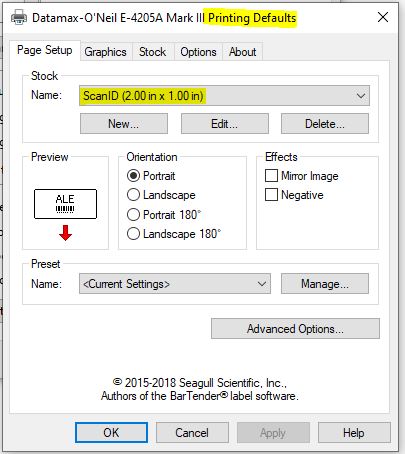 Datamax-O'Neil E-4205A Mark III Printing Defaults
Page Setup Graphics Stock Options About
Stock
Name: ScanID (2.00 in x 1.00 in)
New... Edit... Delete...
Preview
ALE
Orientation
Portrait
Landscape
Portrait 180°
Landscape 180°
Effects
Mirror Image
Negative
Preset
Name: <Current Settings> Manage...
Advanced Options...
© 2015-2018 Seagull Scientific, Inc.,
Authors of the BarTender® label software.
OK Cancel Apply Help